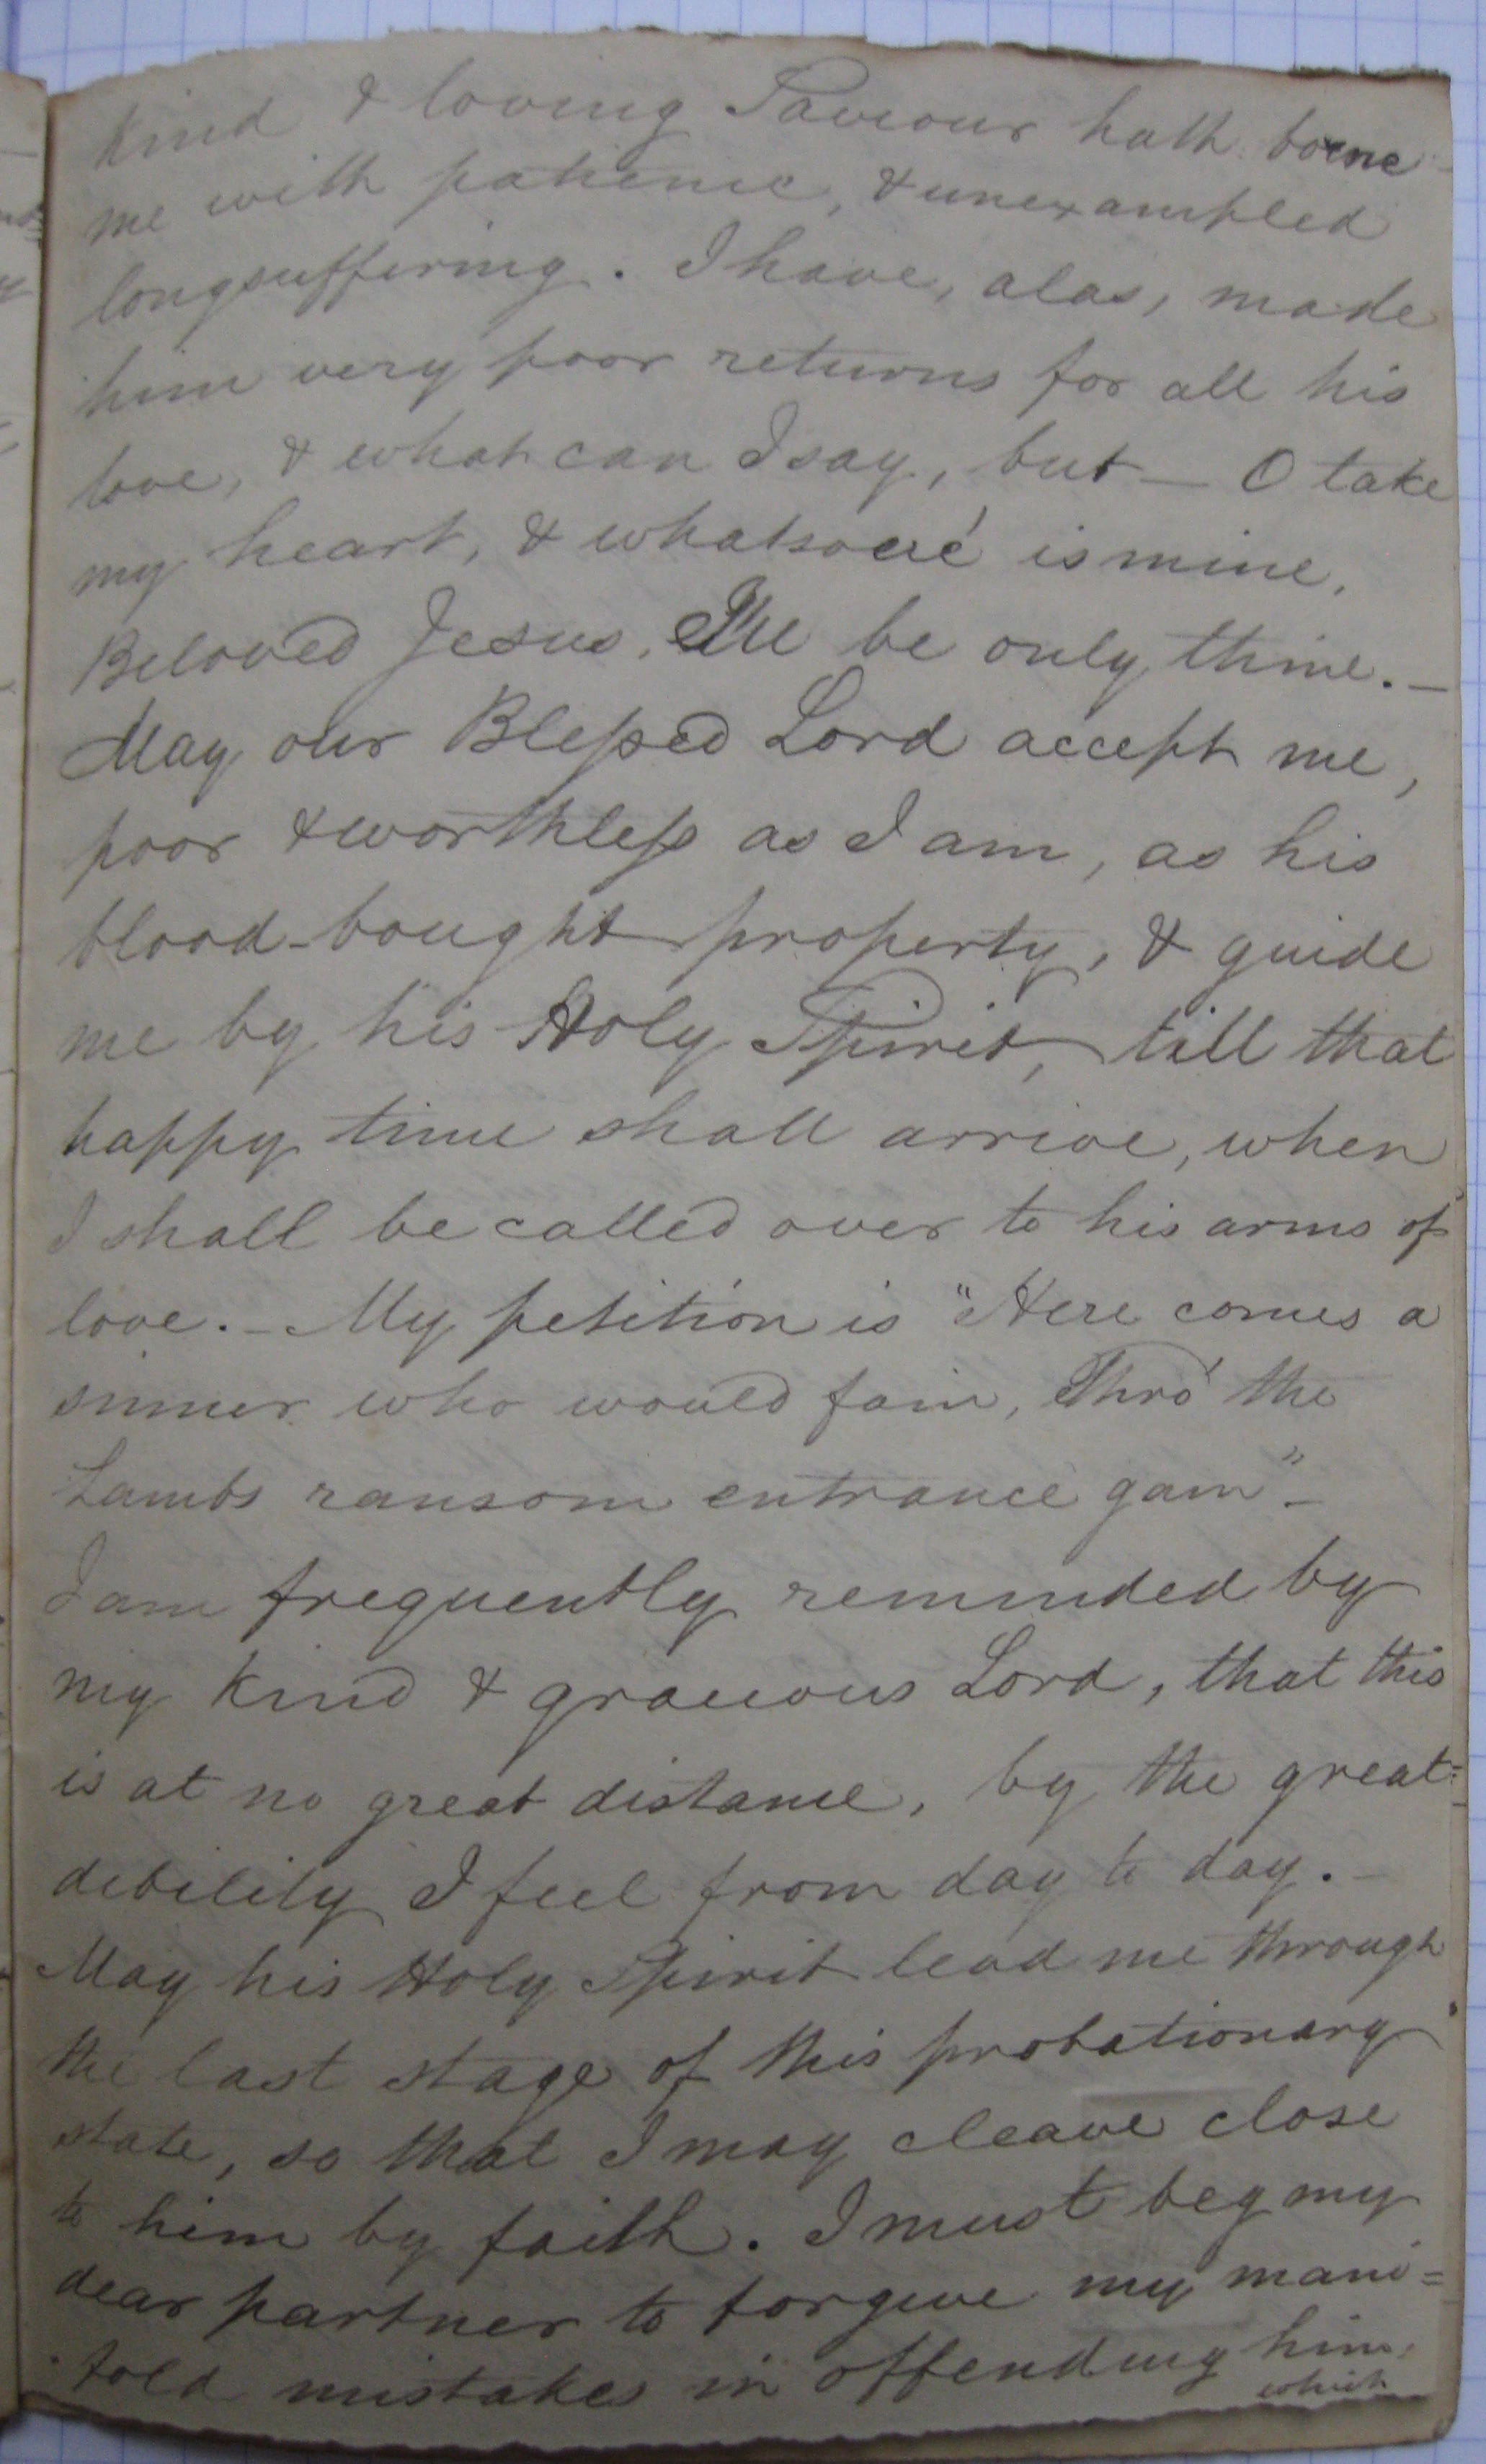 kind & loving Saviour hath borne
me with patience, & unexampled
longsuffering. I have, alas, made
him very poor returns for all his
love, & what can I say, but — O take
my heart, & whatsoe'er is mine,
Beloved Jesus, I'll be only thine. —
May our Blessed Lord accept me,
poor & worthless as I am, as his
blood-bought property, & guide
me by his Holy Spirit, till that
happy time shall arrive, when
I shall be called over to his arms of
love. — My petition is "Here comes a
sinner who would fain, Thro' the
Lambs ransom entrance gain" —
I am frequently reminded by
my kind & gracious Lord, that this
is at no great distance, by the great
debility I feel from day to day. —
May his Holy Spirit lead me through
the last stage of this probationary
state, so that I may cleave close
to him by faith. I must beg my
dear partner to forgive my mani=
fold mistakes in offending him,
which